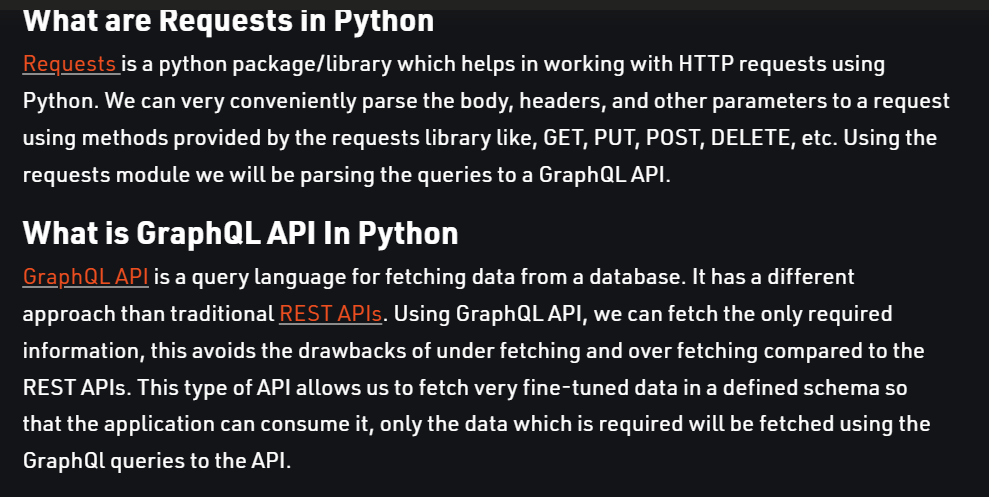 What are Requests in Python
Requests is a python package/library which helps in working with HTTP requests using
Python. We can very conveniently parse the body, headers, and other parameters to a request
using methods provided by the requests library like, GET, PUT, POST, DELETE, etc. Using the
requests module we will be parsing the queries to a GraphQL API.
What is GraphQL API In Python
GraphQL API is a query language for fetching data from a database. It has a different
approach than traditional REST APIs. Using GraphQL API, we can fetch the only required
information, this avoids the drawbacks of under fetching and over fetching compared to the
REST APIs. This type of API allows us to fetch very fine-tuned data in a defined schema so
that the application can consume it, only the data which is required will be fetched using the
GraphQl queries to the API.